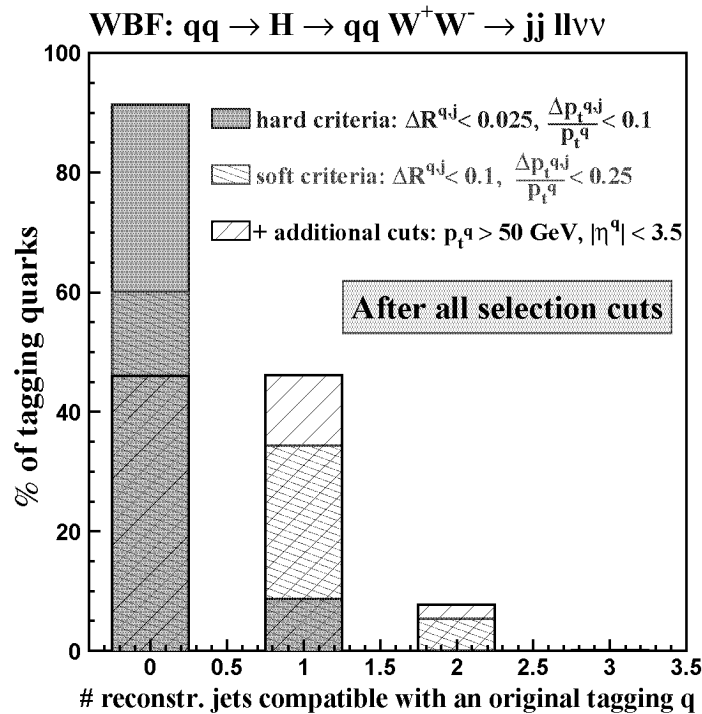 WBF: qq → H → qq W⁺W⁻ → jj llνν
% of tagging quarks
100
80
60
40
20
0
hard criteria: ΔR^q,j < 0.025, Δp_t^q,j / p_t^q < 0.1
soft criteria: ΔR^q,j < 0.1, Δp_t^q,j / p_t^q < 0.25
+ additional cuts: p_t^q > 50 GeV, |η^q| < 3.5
After all selection cuts
0 0.5 1 1.5 2 2.5 3 3.5
# reconstr. jets compatible with an original tagging q